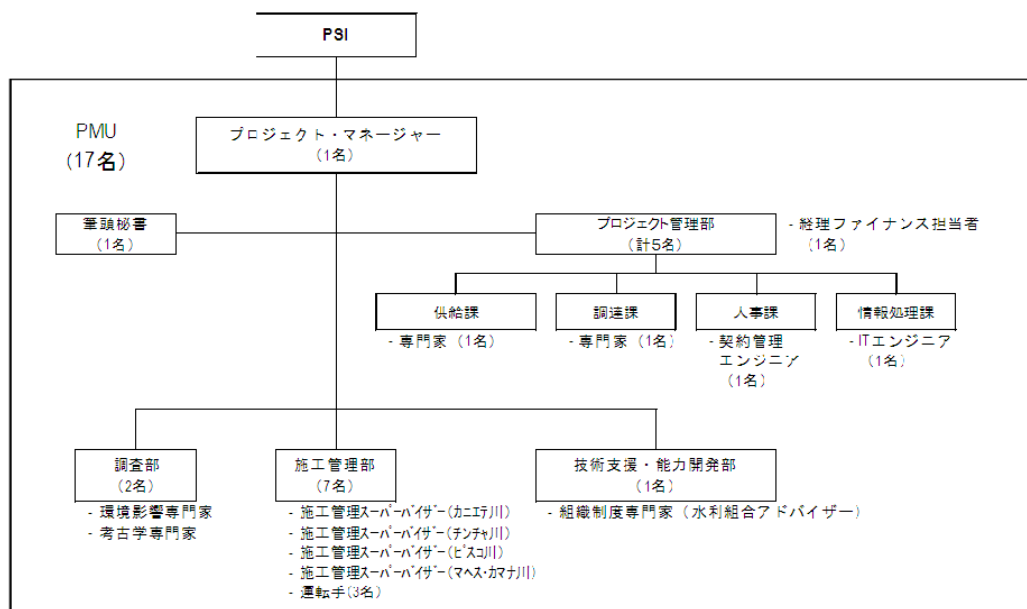 PSI
PMU
(17名)
プロジェクト・マネージャー
(1名)
筆頭秘書
(1名)
プロジェクト管理部
(計5名)
- 経理ファイナンス担当者
(1名)
供給課
- 専門家 (1名)
調達課
- 専門家 (1名)
人事課
- 契約管理
エンジニア
(1名)
情報処理課
- ITエンジニア
(1名)
調査部
(2名)
- 環境影響専門家
- 考古学専門家
施工管理部
(7名)
- 施工管理スーパーバイザー(カニエテ川)
- 施工管理スーパーバイザー(チンチャ川)
- 施工管理スーパーバイザー(ピスコ川)
- 施工管理スーパーバイザー(マヘス・カマナ川)
- 運転手(3名)
技術支援・能力開発部
(1名)
- 組織制度専門家 (水利組合アドバイザー)